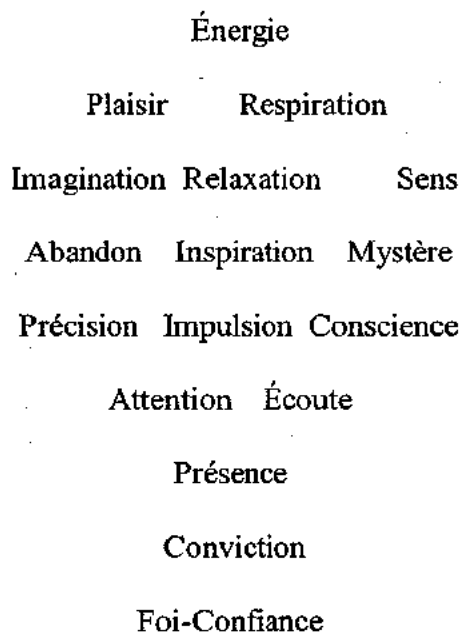 Énergie
Plaisir Respiration
Imagination Relaxation Sens
Abandon Inspiration Mystère
Précision Impulsion Conscience
Attention Écoute
Présence
Conviction
Foi-Confiance